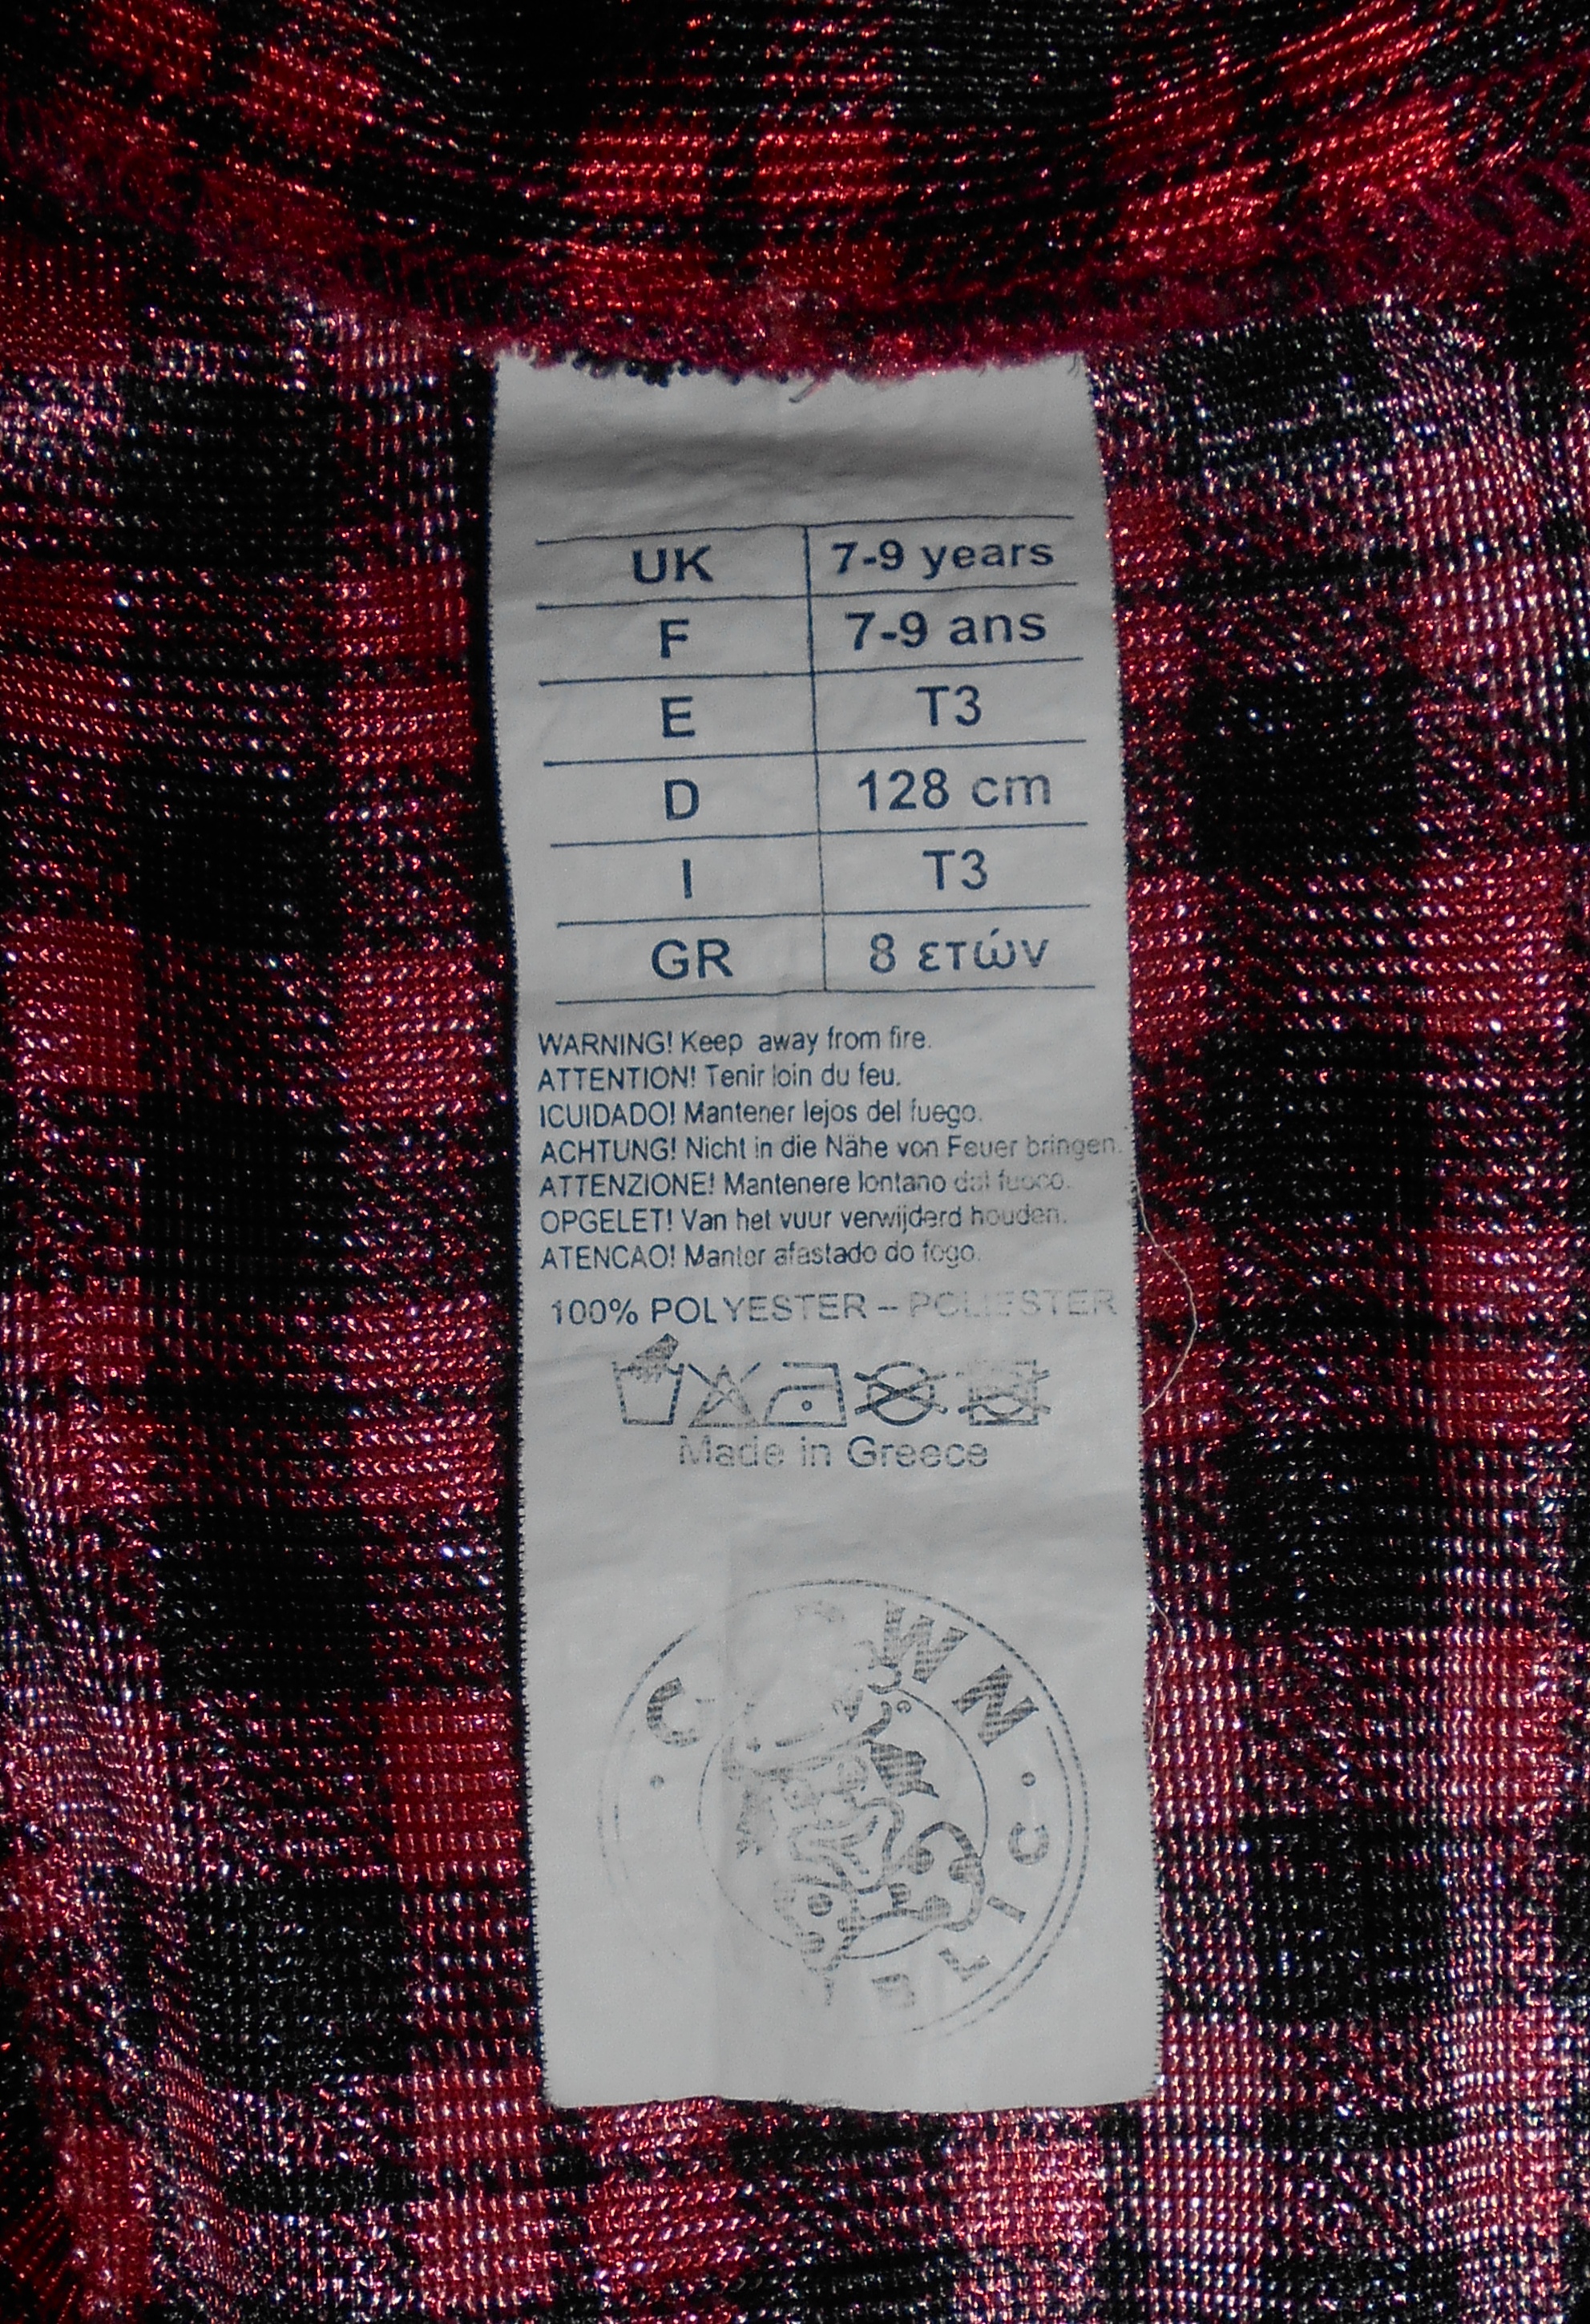 UK 7-9 years
F 7-9 ans
E T3
D 128 cm
I T3
GR 8 ετών
WARNING! Keep away from fire.
ATTENTION! Tenir loin du feu.
ICUIDADO! Mantener lejos del fuego.
ACHTUNG! Nicht in die Nähe von Feuer bringen.
ATTENZIONE! Mantenere lontano dal fuoco.
OPGELET! Van het vuur verwijderd houden.
ATENCAO! Manter afastado do fogo.
100% POLYESTER – POLIESTER
Made in Greece